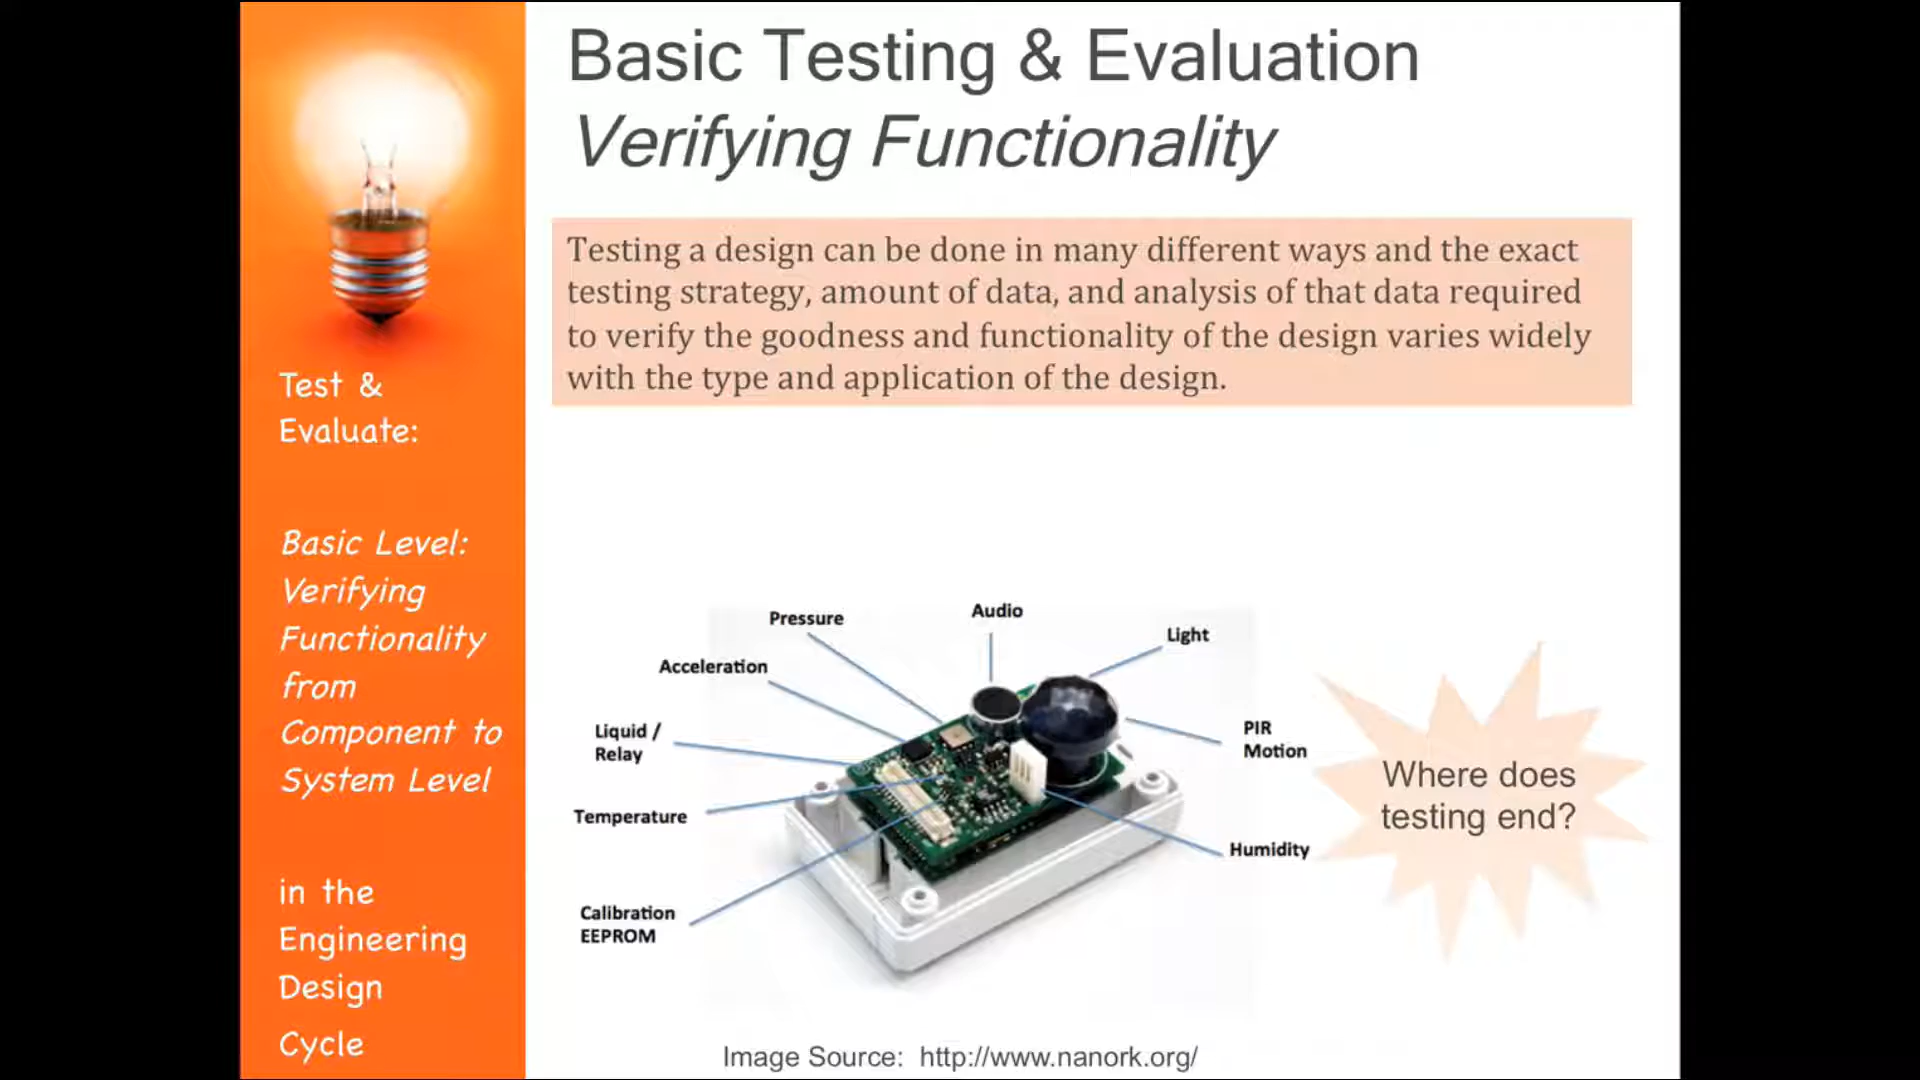 Basic Testing & Evaluation
Verifying Functionality
Testing a design can be done in many different ways and the exact
testing strategy, amount of data, and analysis of that data required
to verify the goodness and functionality of the design varies widely
with the type and application of the design.
Test &
Evaluate:
Basic Level:
Verifying
Functionality
from
Component to
System Level
in the
Engineering
Design
Cycle
Pressure
Audio
Light
Acceleration
Liquid /
Relay
PIR
Motion
Temperature
Humidity
Calibration
EEPROM
Where does
testing end?
Image Source: http://www.nanork.org/